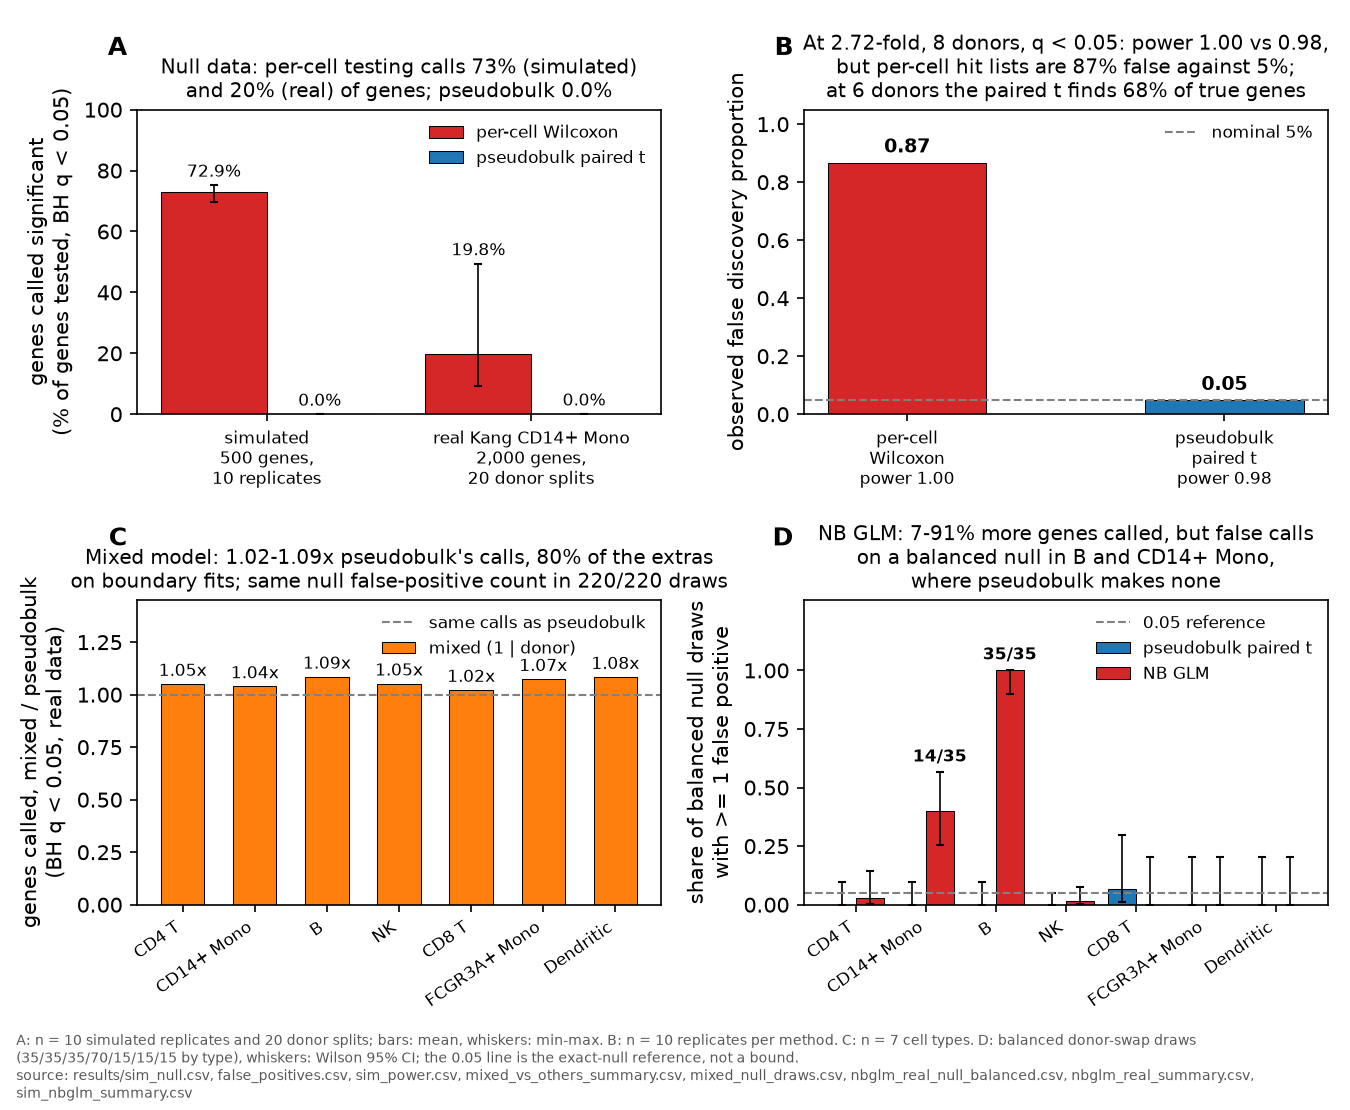 A
Null data: per-cell testing calls 73% (simulated)
and 20% (real) of genes; pseudobulk 0.0%
genes called significant
(% of genes tested, BH q < 0.05)
100
80
60
40
20
0
per-cell Wilcoxon
pseudobulk paired t
72.9%
0.0%
19.8%
0.0%
simulated
500 genes,
10 replicates
real Kang CD14+ Mono
2,000 genes,
20 donor splits
B
At 2.72-fold, 8 donors, q < 0.05: power 1.00 vs 0.98,
but per-cell hit lists are 87% false against 5%;
at 6 donors the paired t finds 68% of true genes
observed false discovery proportion
1.0
0.8
0.6
0.4
0.2
0.0
nominal 5%
0.87
0.05
per-cell
Wilcoxon
power 1.00
pseudobulk
paired t
power 0.98
C
Mixed model: 1.02-1.09x pseudobulk's calls, 80% of the extras
on boundary fits; same null false-positive count in 220/220 draws
genes called, mixed / pseudobulk
(BH q < 0.05, real data)
1.25
1.00
0.75
0.50
0.25
0.00
same calls as pseudobulk
mixed (1 | donor)
1.05x
1.04x
1.09x
1.05x
1.02x
1.07x
1.08x
CD4 T
CD14+ Mono
B
NK
CD8 T
FCGR3A+ Mono
Dendritic
D
NB GLM: 7-91% more genes called, but false calls
on a balanced null in B and CD14+ Mono,
where pseudobulk makes none
share of balanced null draws
with >= 1 false positive
1.00
0.75
0.50
0.25
0.00
0.05 reference
pseudobulk paired t
NB GLM
14/35
35/35
CD4 T
CD14+ Mono
B
NK
CD8 T
FCGR3A+ Mono
Dendritic
A: n = 10 simulated replicates and 20 donor splits; bars: mean, whiskers: min-max. B: n = 10 replicates per method. C: n = 7 cell types. D: balanced donor-swap draws
(35/35/35/70/15/15/15 by type), whiskers: Wilson 95% CI; the 0.05 line is the exact-null reference, not a bound.
source: results/sim_null.csv, false_positives.csv, sim_power.csv, mixed_vs_others_summary.csv, mixed_null_draws.csv, nbglm_real_null_balanced.csv, nbglm_real_summary.csv,
sim_nbglm_summary.csv